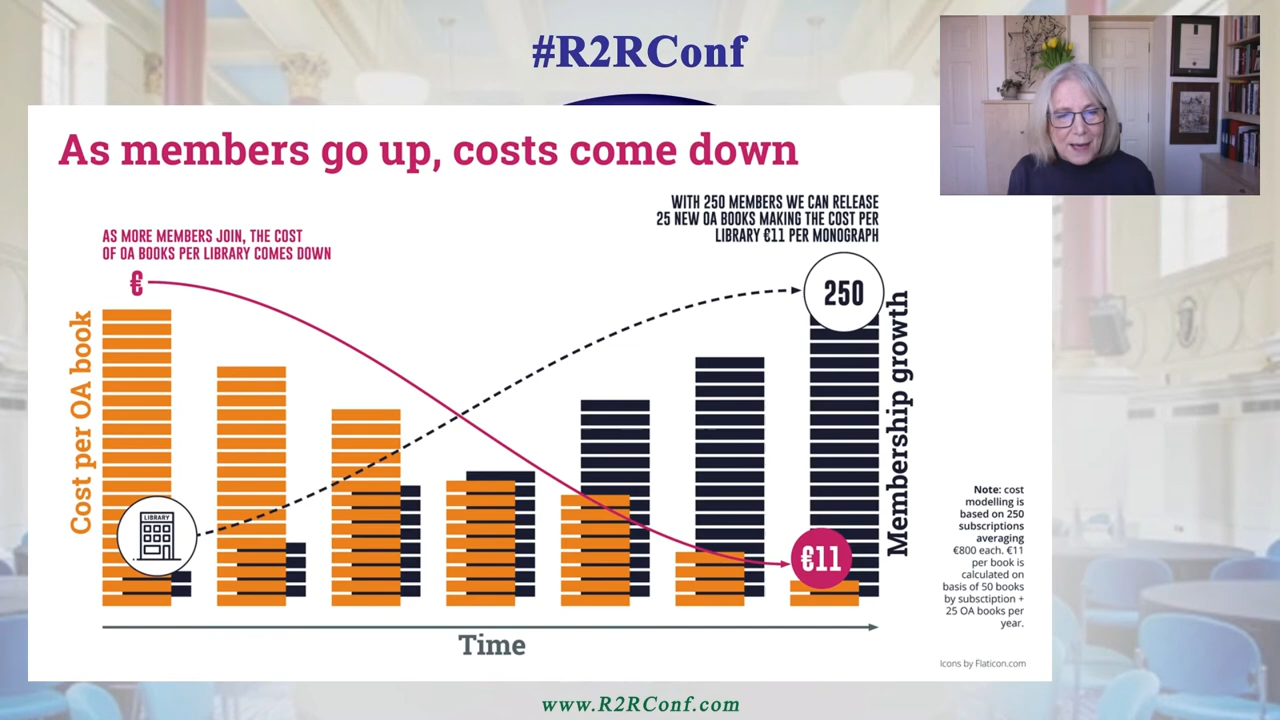 #R2RConf
As members go up, costs come down
WITH 250 MEMBERS WE CAN RELEASE
25 NEW OA BOOKS MAKING THE COST PER
LIBRARY €11 PER MONOGRAPH
AS MORE MEMBERS JOIN, THE COST
OF OA BOOKS PER LIBRARY COMES DOWN
€
250
Cost per OA book
Membership growth
LIBRARY
€11
Time
Note: cost
modelling is
based on 250
subscriptions
averaging
€800 each. €11
per book is
calculated on
basis of 50 books
by subsctiption +
25 OA books per
year.
Icons by Flaticon.com
www.R2RConf.com